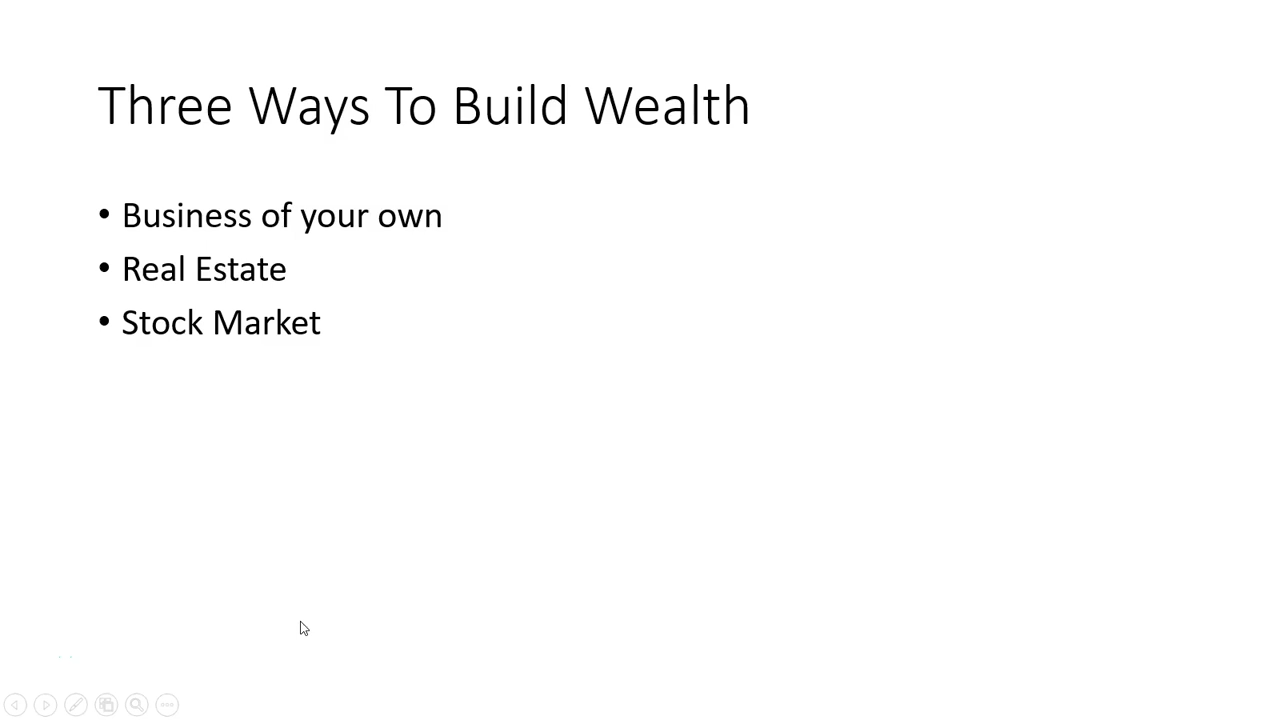 Three Ways To Build Wealth
• Business of your own
• Real Estate
• Stock Market